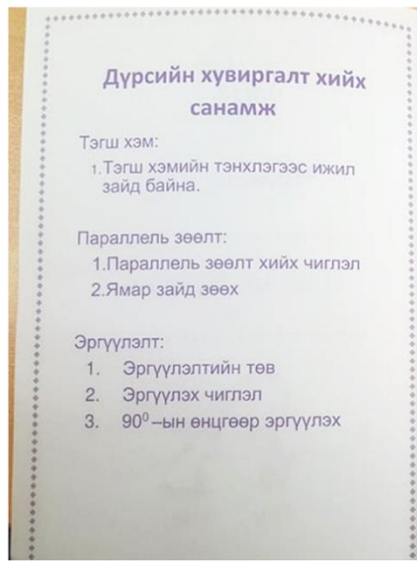 Дүрсийн хувиргалт хийх
санамж
Тэгш хэм:
1.Тэгш хэмийн тэнхлэгээс ижил
зайд байна.
Параллель зөөлт:
1.Параллель зөөлт хийх чиглэл
2.Ямар зайд зөөх
Эргүүлэлт:
1. Эргүүлэлтийн төв
2. Эргүүлэх чиглэл
3. 90⁰ –ын өнцгөөр эргүүлэх